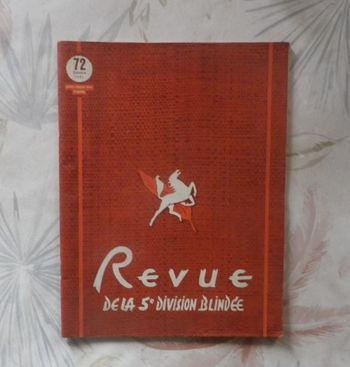 72
REVUE
DE LA 5e DIVISION BLINDÉE